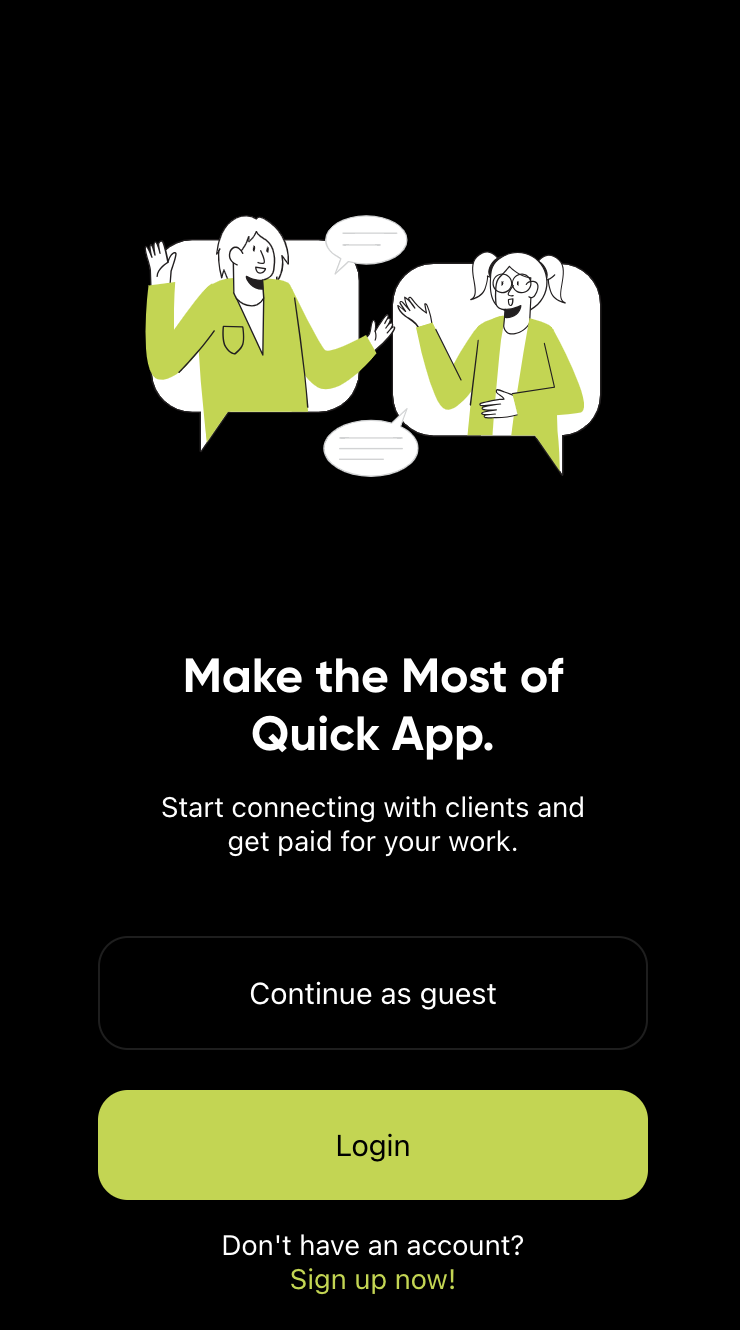 Make the Most of
Quick App.
Start connecting with clients and
get paid for your work.
Continue as guest
Login
Don't have an account?
Sign up now!